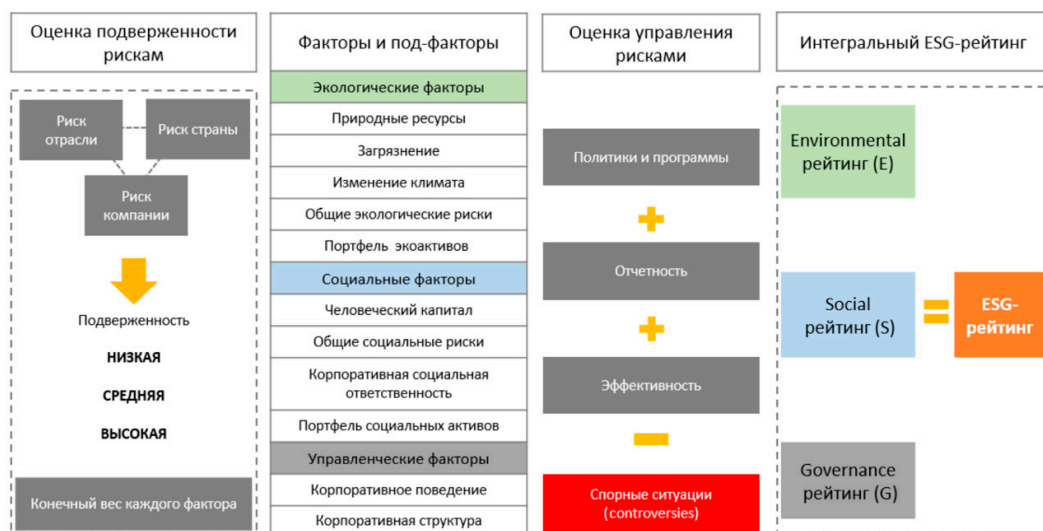 Оценка подверженности
рискам
Риск
отрасли
Риск страны
Риск
компании
Подверженность
НИЗКАЯ
СРЕДНЯЯ
ВЫСОКАЯ
Конечный вес каждого фактора
Факторы и под-факторы
Экологические факторы
Природные ресурсы
Загрязнение
Изменение климата
Общие экологические риски
Портфель экоактивов
Социальные факторы
Человеческий капитал
Общие социальные риски
Корпоративная социальная
ответственность
Портфель социальных активов
Управленческие факторы
Корпоративное поведение
Корпоративная структура
Оценка управления
рисками
Политики и программы
Отчетность
Эффективность
Спорные ситуации
(controversies)
Интегральный ESG-рейтинг
Environmental
рейтинг (E)
Social
рейтинг (S)
Governance
рейтинг (G)
ESG-
рейтинг